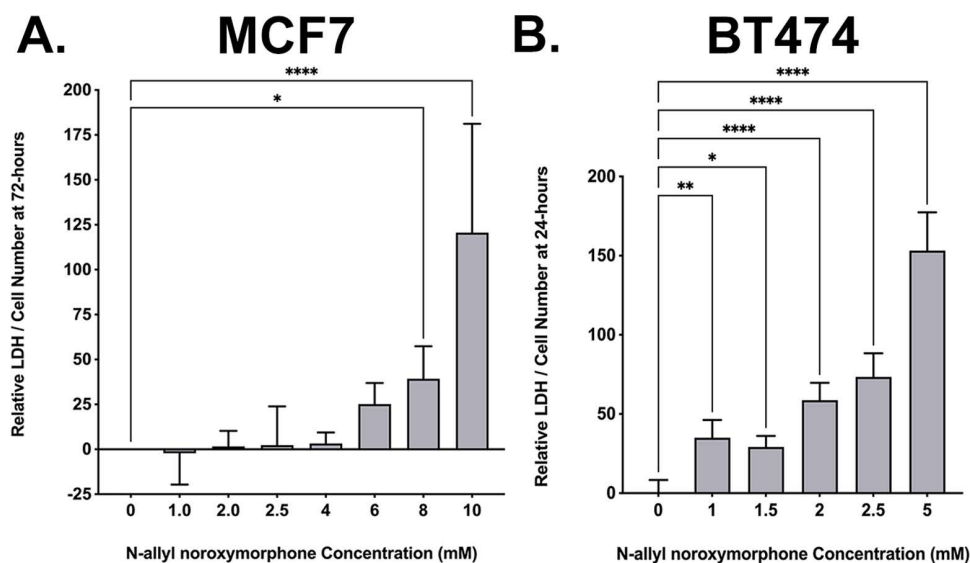 A. MCF7
****
*
Relative LDH / Cell Number at 72-hours
200
175
150
125
100
75
50
25
0
-25
0 1.0 2.0 2.5 4 6 8 10
N-allyl noroxymorphone Concentration (mM)
B. BT474
****
****
****
*
**
Relative LDH / Cell Number at 24-hours
200
150
100
50
0
0 1 1.5 2 2.5 5
N-allyl noroxymorphone Concentration (mM)